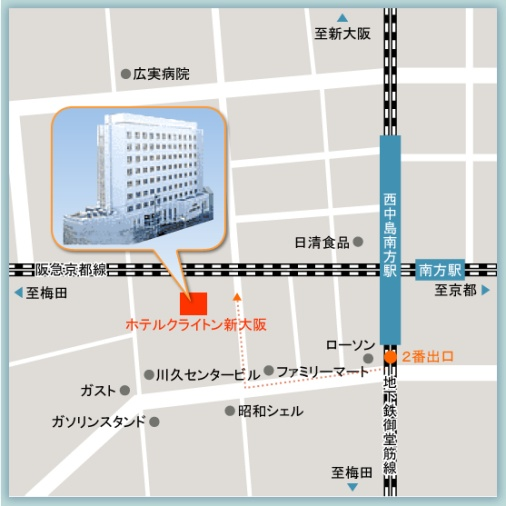 至新大阪
広実病院
西中島南方駅
日清食品
阪急京都線
南方駅
至梅田
至京都
ホテルクライトン新大阪
ローソン
2番出口
川久センタービル
ファミリーマート
ガスト
昭和シェル
ガソリンスタンド
地下鉄御堂筋線
至梅田